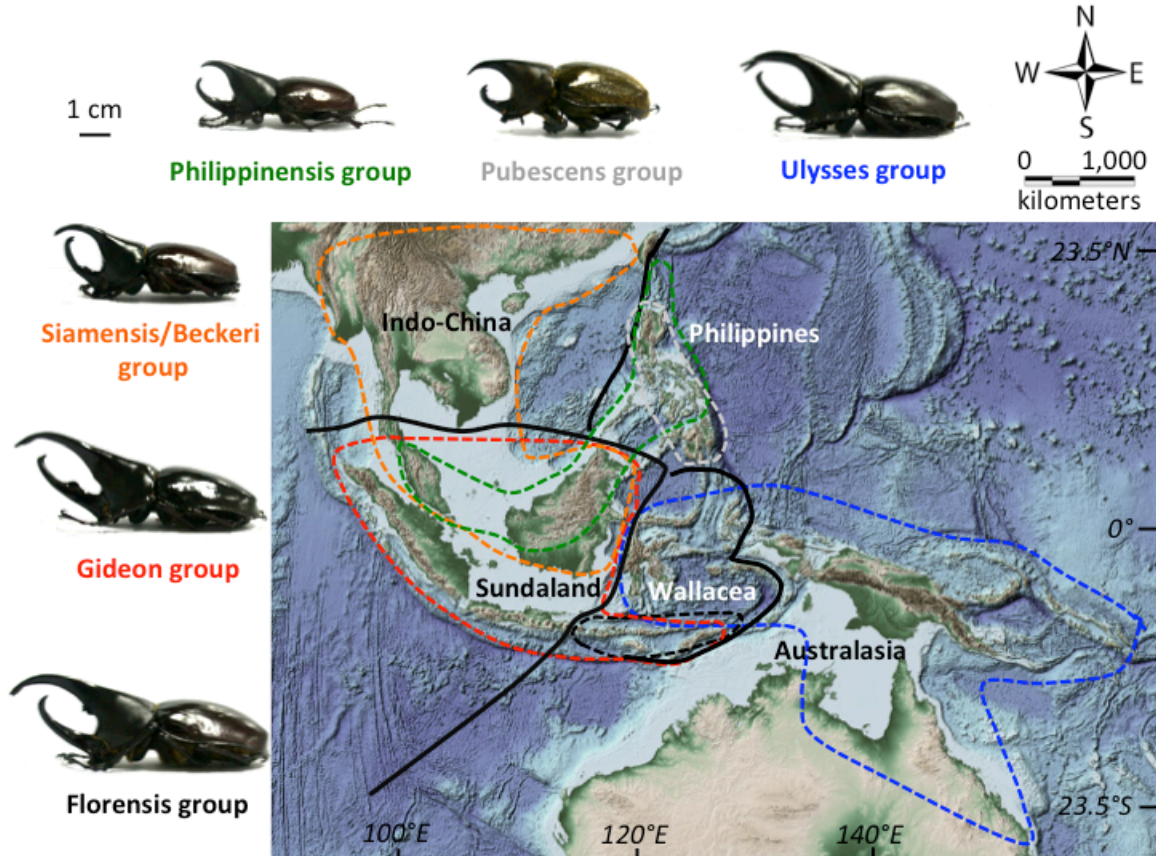 N
W E
S
1 cm
0 1,000
kilometers
Philippinensis group
Pubescens group
Ulysses group
Siamensis/Beckeri
group
Gideon group
Florensis group
23.5°N
Indo-China
Philippines
0°
Sundaland
Wallacea
Australasia
23.5°S
100°E
120°E
140°E